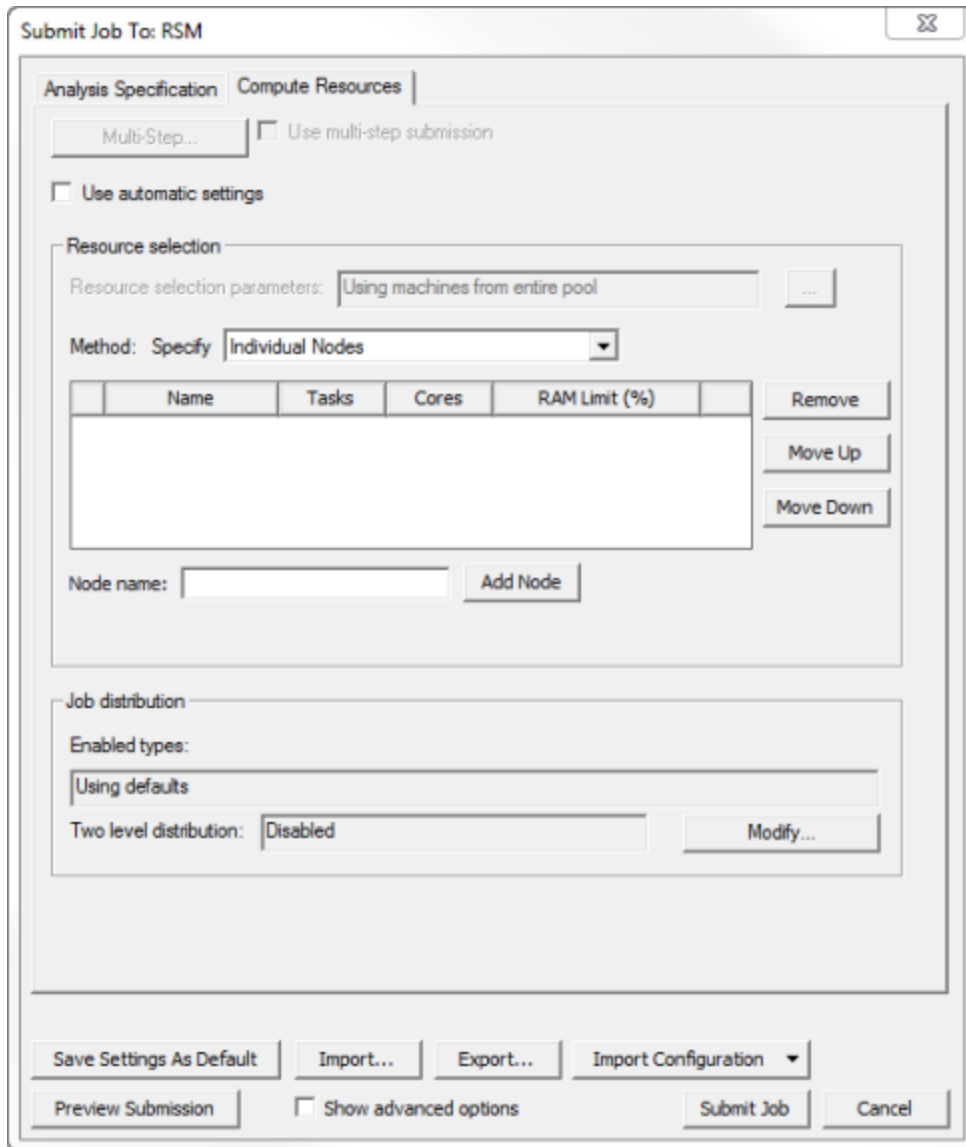 Submit Job To: RSM
Analysis Specification Compute Resources
Multi-Step... Use multi-step submission
Use automatic settings
Resource selection
Resource selection parameters: Using machines from entire pool ...
Method: Specify Individual Nodes
Name Tasks Cores RAM Limit (%)
Remove
Move Up
Move Down
Node name: Add Node
Job distribution
Enabled types:
Using defaults
Two level distribution: Disabled Modify...
Save Settings As Default Import... Export... Import Configuration
Preview Submission Show advanced options Submit Job Cancel